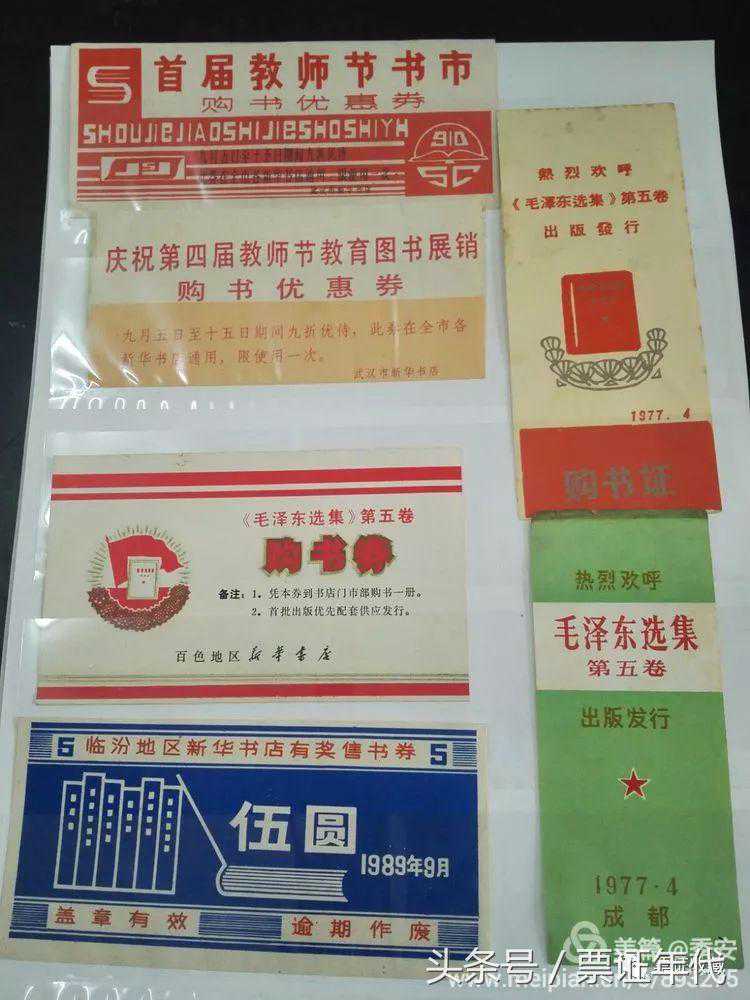 首届教师节书市
购书优惠券
SHOUJIEJIAOSHIJIESHOSHIYH
JSJ
910
SC
庆祝第四届教师节教育图书展销
购书优惠券
九月五日至十五日期间九折优待，此券在全市各
新华书店通用，限使用一次。
武汉市新华书店
《毛泽东选集》第五卷
购书券
备注：1、凭本券到书店门市部购书一册。
2、首批出版优先配套供应发行。
百色地区新华书店
5 临汾地区新华书店有奖售书券 5
伍圆
1989年9月
盖章有效 逾期作废
熱烈欢呼
《毛泽东选集》第五卷
出版發行
1977.4
购书证
热烈欢呼
毛泽东选集
第五卷
出版发行
1977·4
成都
美篇@乔安
头条号/票证年代